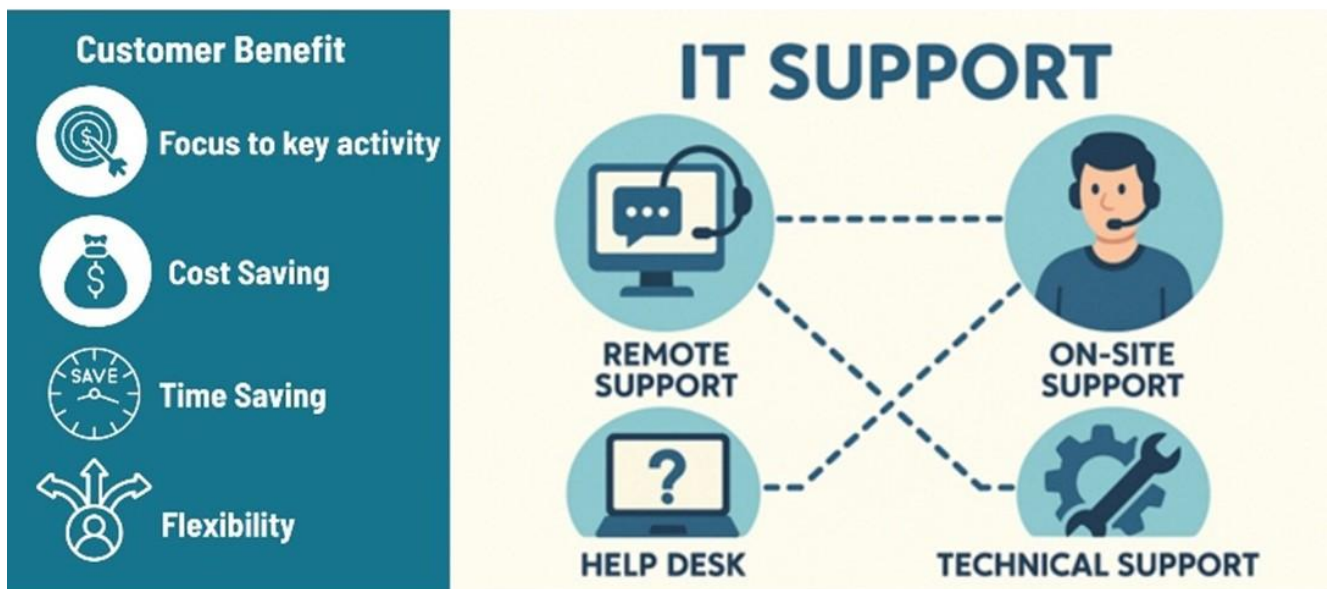 Customer Benefit
Focus to key activity
Cost Saving
SAVE
Time Saving
Flexibility
IT SUPPORT
REMOTE
SUPPORT
ON-SITE
SUPPORT
?
HELP DESK
TECHNICAL SUPPORT